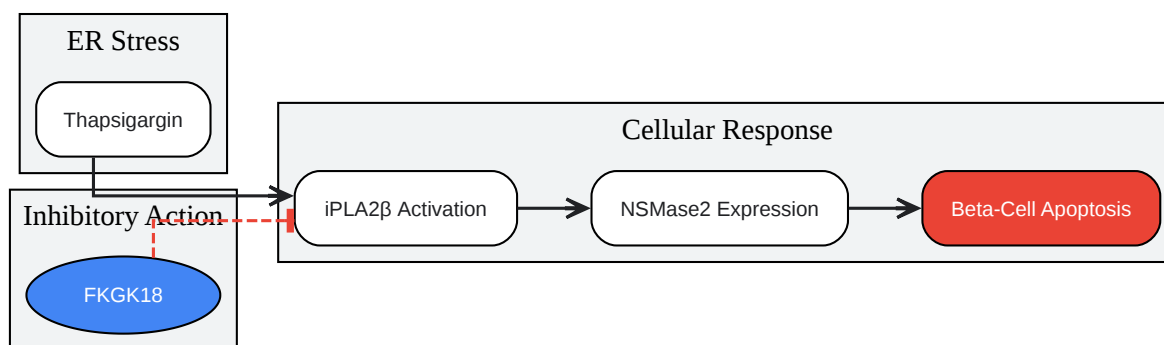 ER Stress
Thapsigargin
Cellular Response
Inhibitory Action
iPLA2β Activation
NSMase2 Expression
Beta-Cell Apoptosis
FKGK18